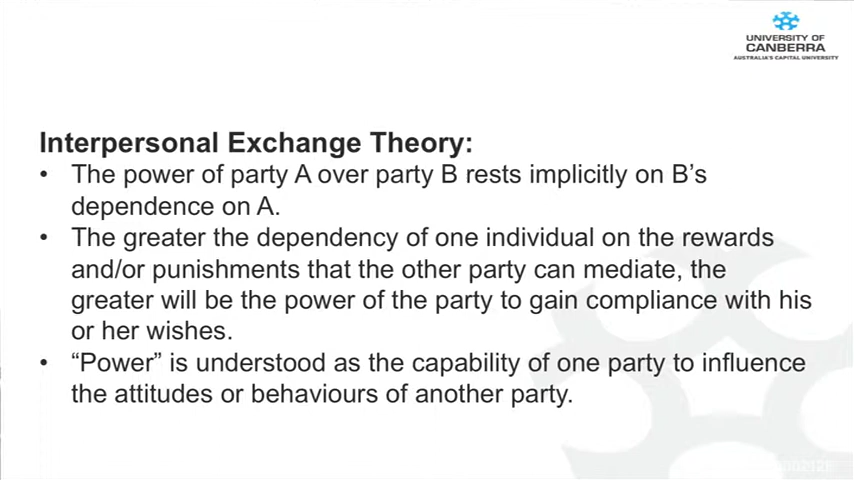 UNIVERSITY OF
CANBERRA
AUSTRALIA'S CAPITAL UNIVERSITY
Interpersonal Exchange Theory:
• The power of party A over party B rests implicitly on B's
dependence on A.
• The greater the dependency of one individual on the rewards
and/or punishments that the other party can mediate, the
greater will be the power of the party to gain compliance with his
or her wishes.
• “Power” is understood as the capability of one party to influence
the attitudes or behaviours of another party.